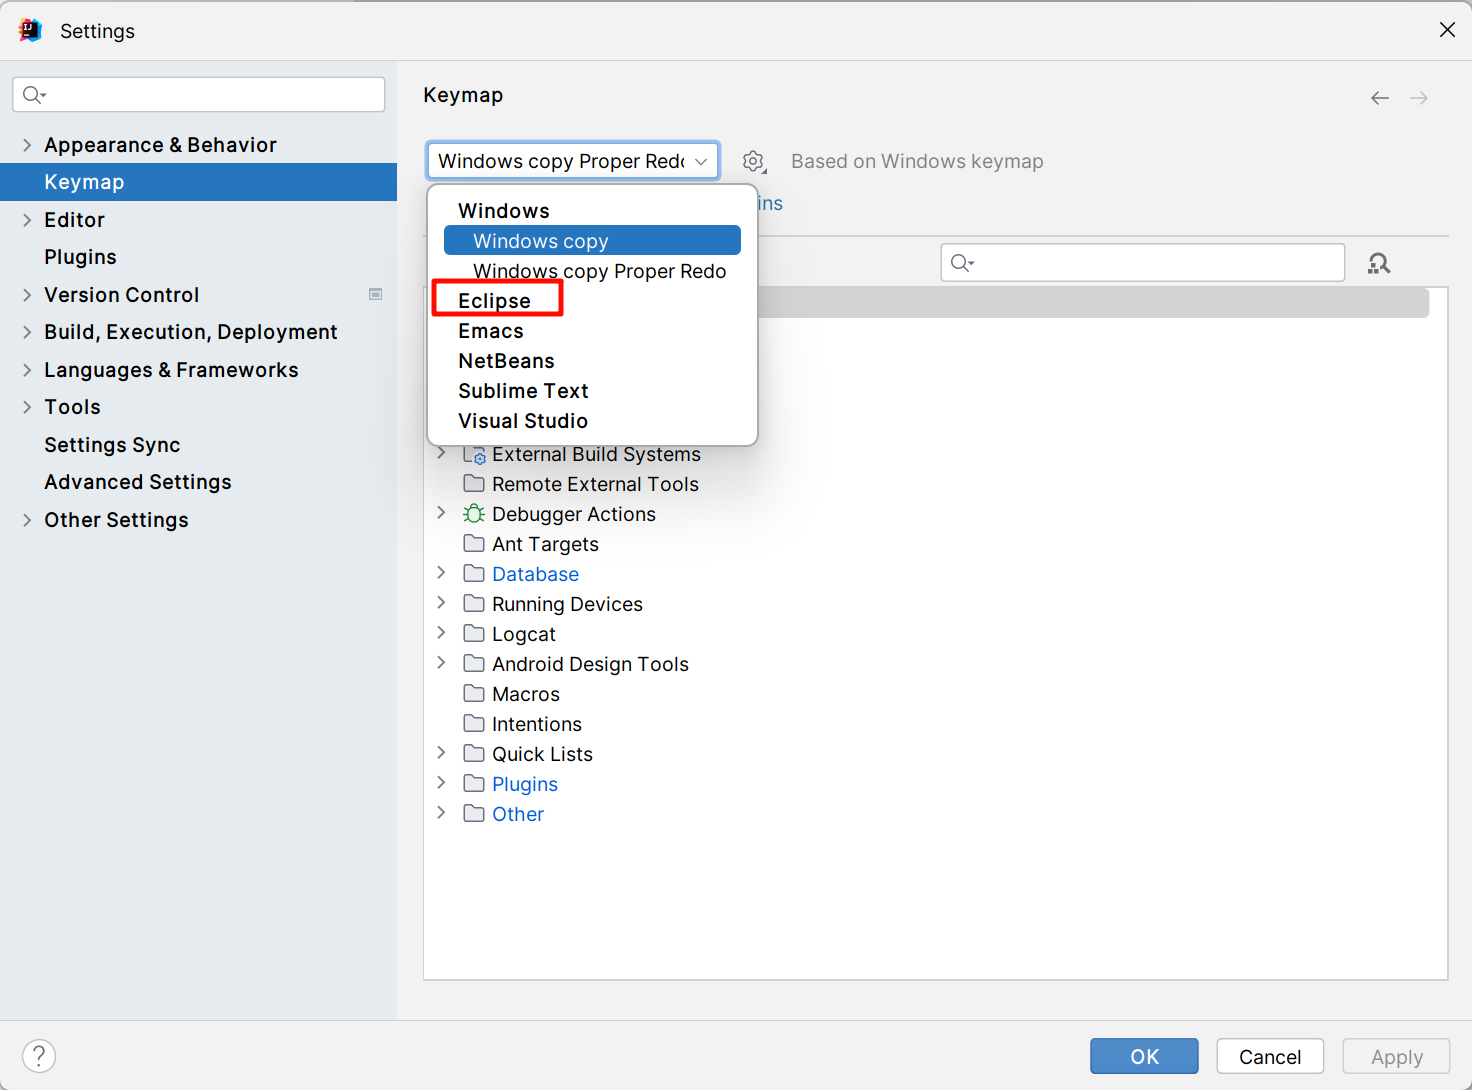 Settings
Appearance & Behavior
Keymap
Editor
Plugins
Version Control
Build, Execution, Deployment
Languages & Frameworks
Tools
Settings Sync
Advanced Settings
Other Settings
Keymap
Windows copy Proper Red
Based on Windows keymap
ins
Windows
Windows copy
Windows copy Proper Redo
Eclipse
Emacs
NetBeans
Sublime Text
Visual Studio
External Build Systems
Remote External Tools
Debugger Actions
Ant Targets
Database
Running Devices
Logcat
Android Design Tools
Macros
Intentions
Quick Lists
Plugins
Other
?
OK
Cancel
Apply